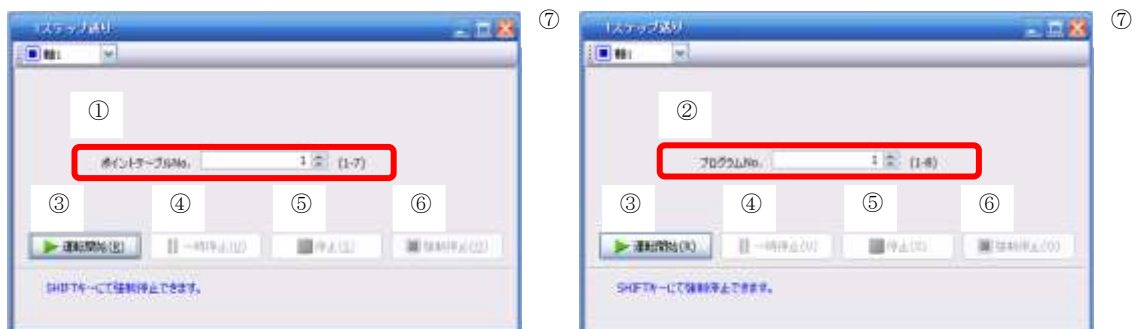 1ステップ送り
⑦
軸1
①
ポイントテーブルNo. 1 (1-7)
③ ④ ⑤ ⑥
運転開始(R) 一時停止(U) 停止(S) 強制停止(O)
SHIFTキーにて強制停止できます。
1ステップ送り
⑦
軸1
②
プログラムNo. 1 (1-8)
③ ④ ⑤ ⑥
運転開始(R) 一時停止(U) 停止(S) 強制停止(O)
SHIFTキーにて強制停止できます。